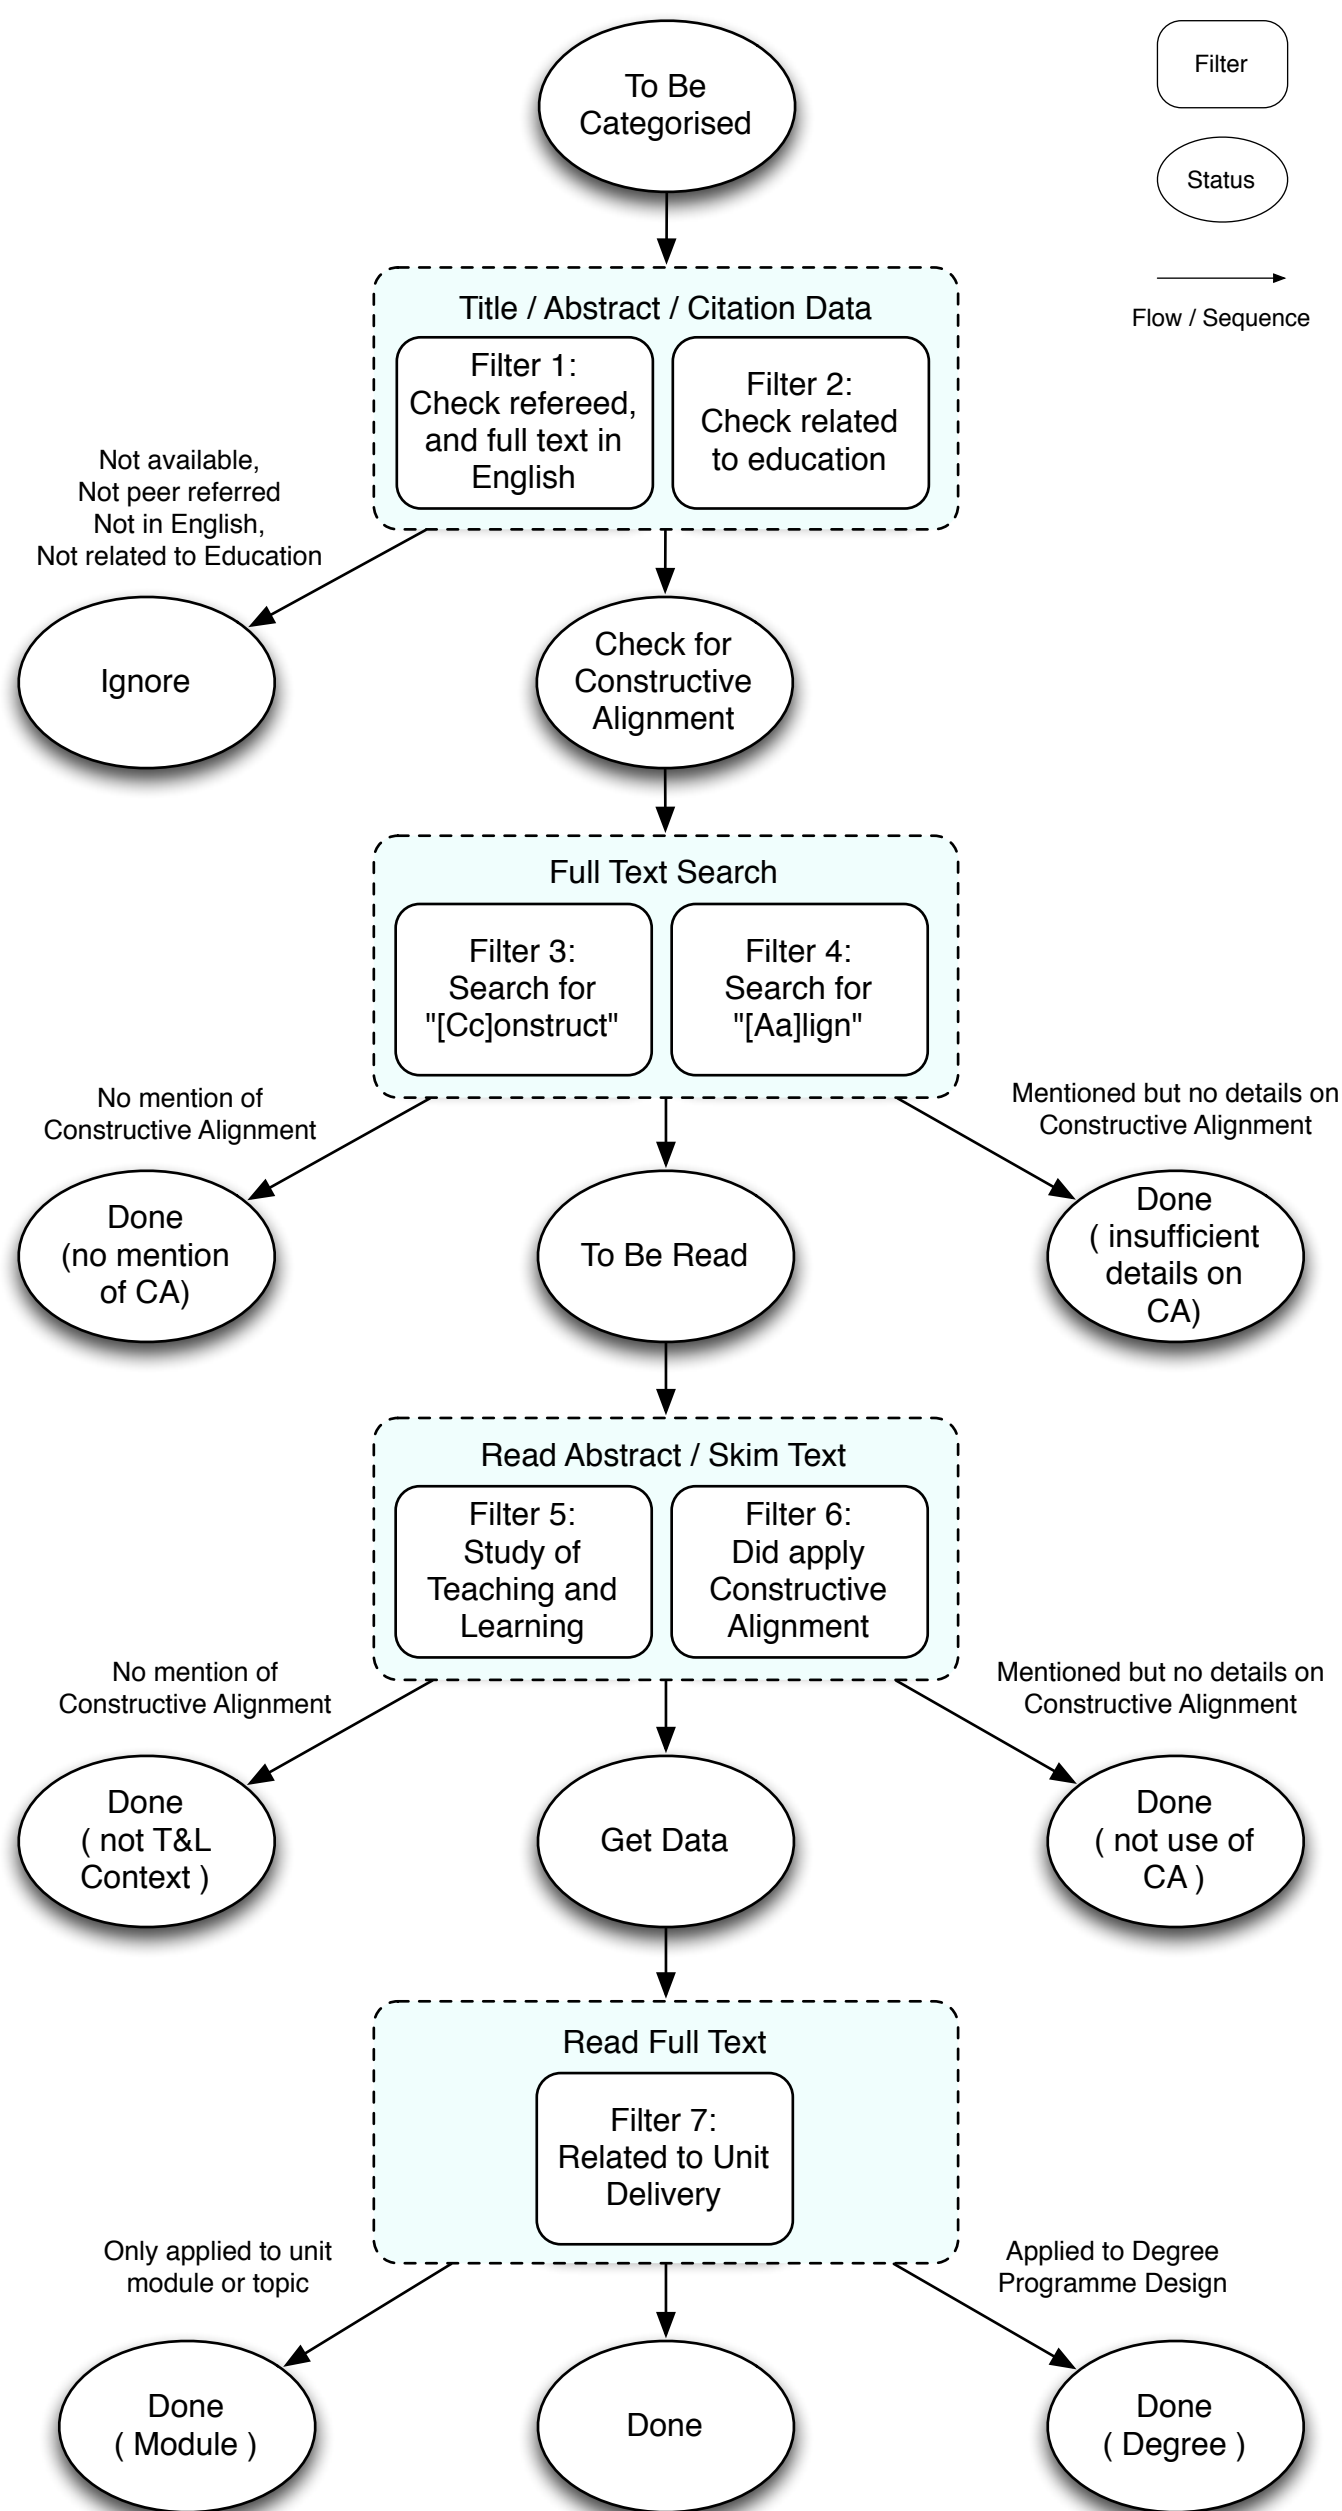 To Be
Categorised
Filter
Status
Flow / Sequence
Title / Abstract / Citation Data
Filter 1:
Check refereed,
and full text in
English
Filter 2:
Check related
to education
Not available,
Not peer referred
Not in English,
Not related to Education
Ignore
Check for
Constructive
Alignment
Full Text Search
Filter 3:
Search for
"[Cc]onstruct"
Filter 4:
Search for
"[Aa]lign"
No mention of
Constructive Alignment
Mentioned but no details on
Constructive Alignment
Done
(no mention
of CA)
To Be Read
Done
( insufficient
details on
CA)
Read Abstract / Skim Text
Filter 5:
Study of
Teaching and
Learning
Filter 6:
Did apply
Constructive
Alignment
No mention of
Constructive Alignment
Mentioned but no details on
Constructive Alignment
Done
( not T&L
Context )
Get Data
Done
( not use of
CA )
Read Full Text
Filter 7:
Related to Unit
Delivery
Only applied to unit
module or topic
Applied to Degree
Programme Design
Done
( Module )
Done
Done
( Degree )